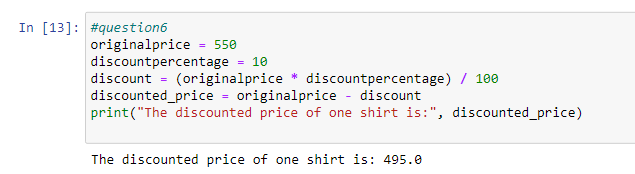 In [13]: #question6
originalprice = 550
discountpercentage = 10
discount = (originalprice * discountpercentage) / 100
discounted_price = originalprice - discount
print("The discounted price of one shirt is:", discounted_price)
The discounted price of one shirt is: 495.0